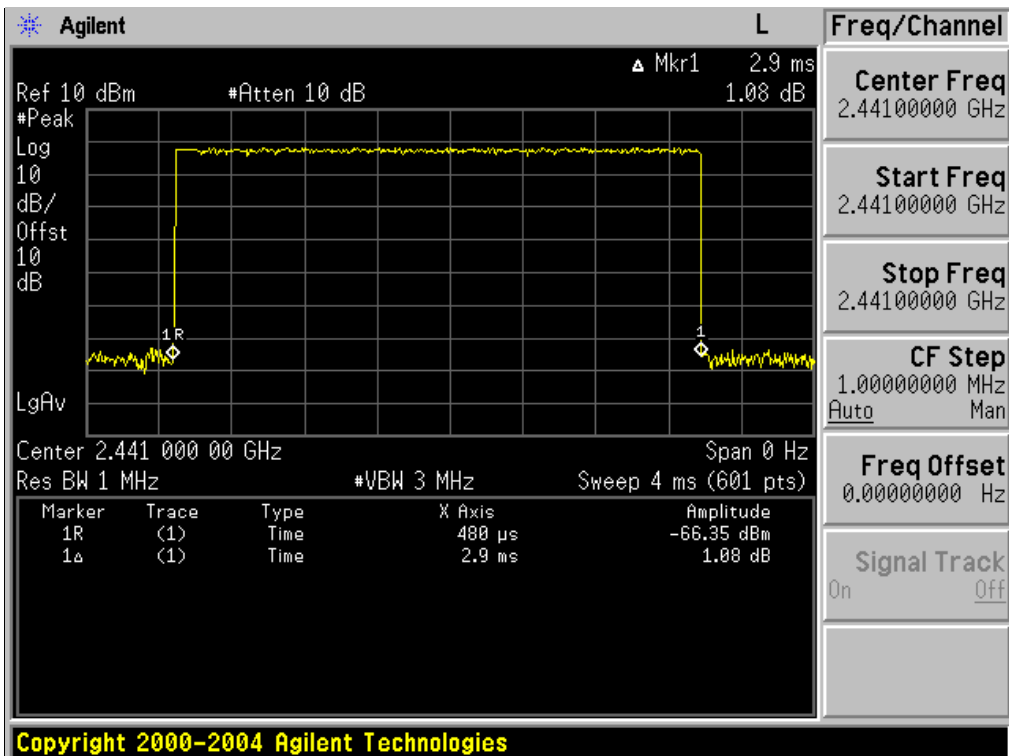 Agilent L
Δ Mkr1 2.9 ms
Ref 10 dBm #Atten 10 dB 1.08 dB
#Peak
Log
10
dB/
Offst
10
dB
1R 1
LgAv
Center 2.441 000 00 GHz Span 0 Hz
Res BW 1 MHz #VBW 3 MHz Sweep 4 ms (601 pts)
Marker Trace Type X Axis Amplitude
1R (1) Time 480 µs -66.35 dBm
1Δ (1) Time 2.9 ms 1.08 dB
Freq/Channel
Center Freq
2.44100000 GHz
Start Freq
2.44100000 GHz
Stop Freq
2.44100000 GHz
CF Step
1.00000000 MHz
Auto Man
Freq Offset
0.00000000 Hz
Signal Track
On Off
Copyright 2000-2004 Agilent Technologies